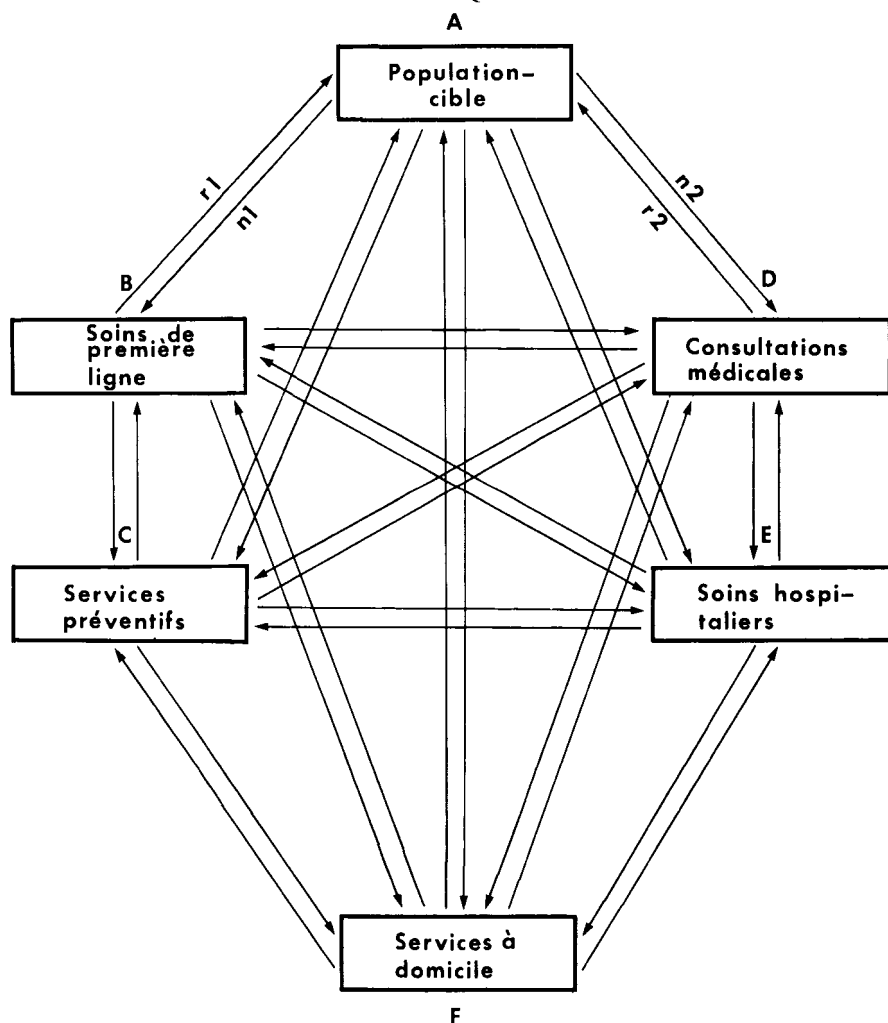 A
Population-
cible
r1
n1
n2
r2
B
D
Soins de
première
ligne
Consultations
médicales
C
E
Services
préventifs
Soins hospi-
taliers
Services à
domicile
F